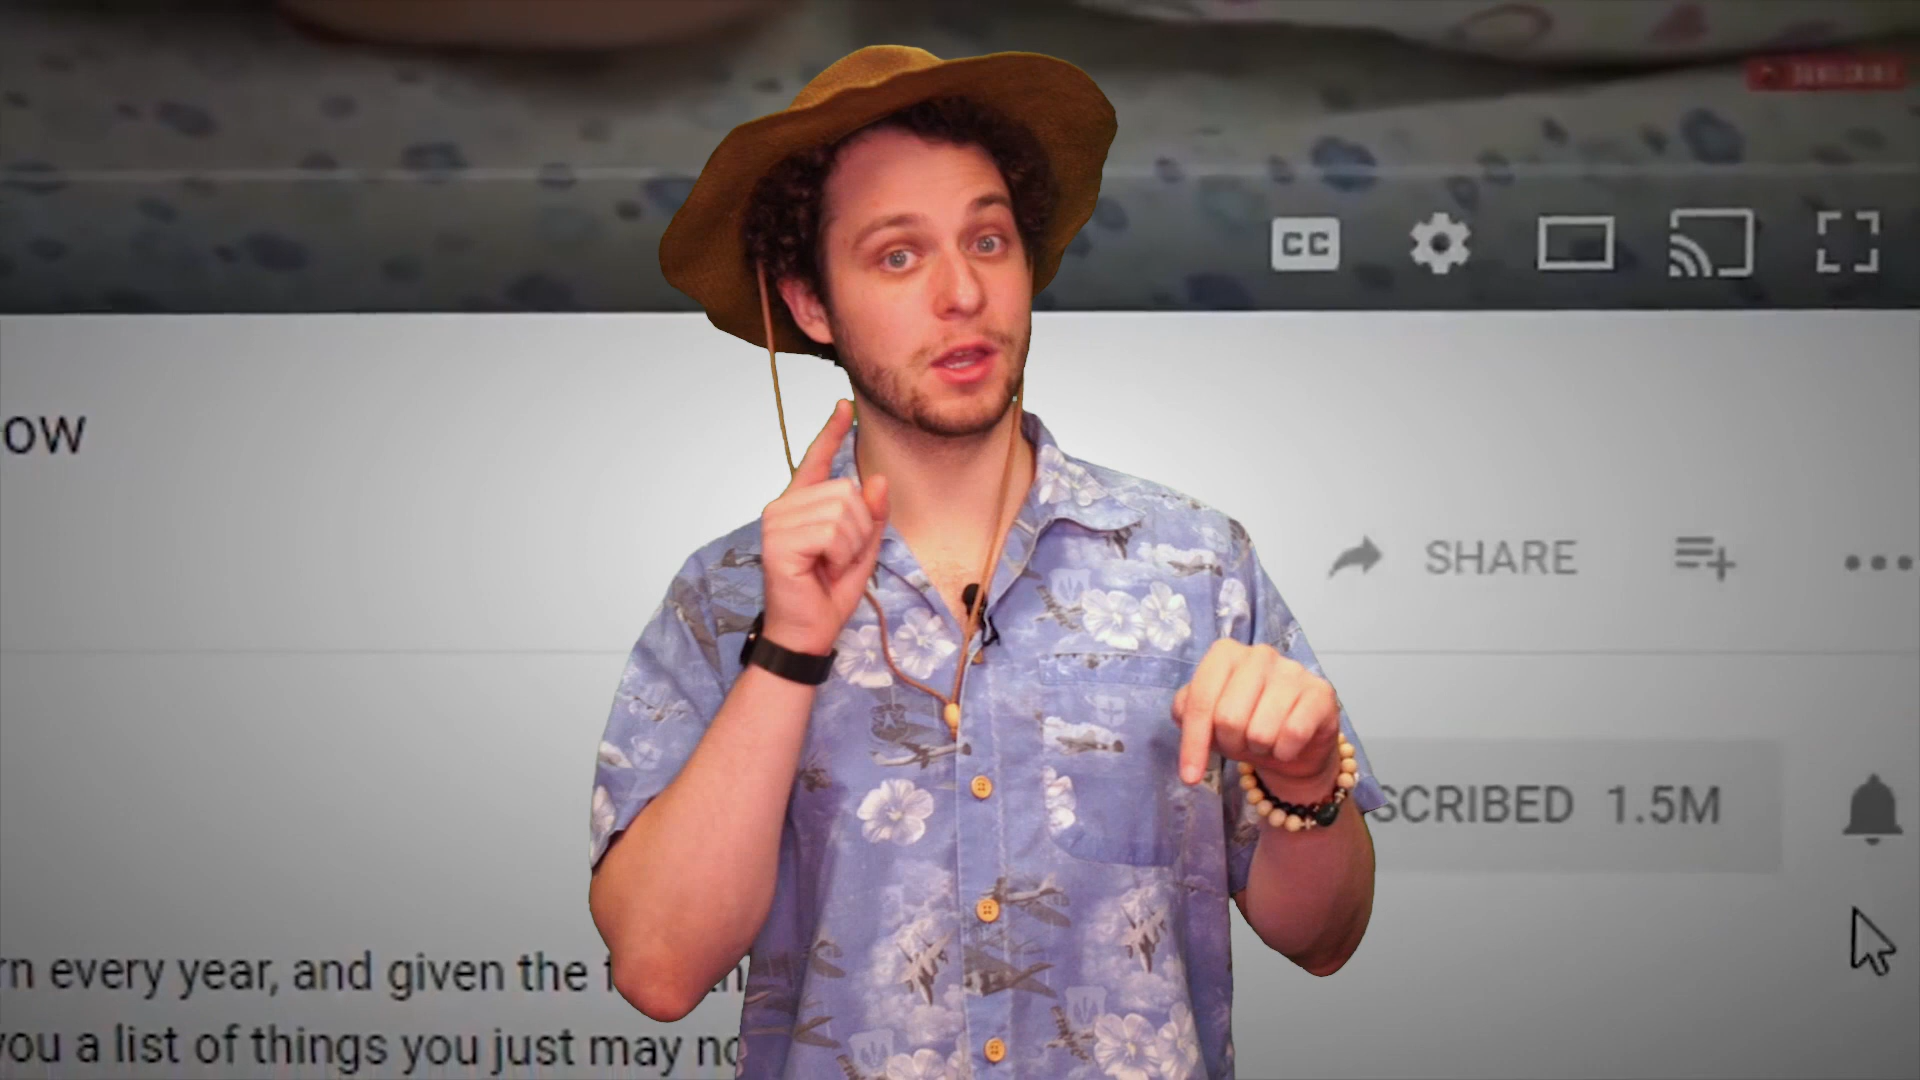 CC
ow
SHARE
SCRIBED 1.5M
rn every year, and given the
you a list of things you just may no